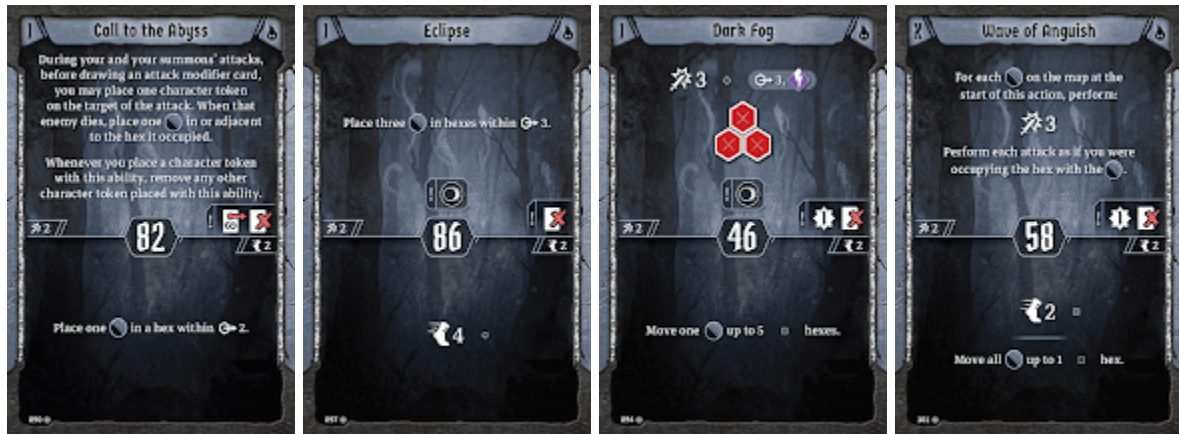 Call to the Abyss
During your and your summons' attacks,
before drawing an attack modifier card,
you may place one character token
on the target of the attack. When that
enemy dies, place one in or adjacent
to the hex it occupied.
Whenever you place a character token
with this ability, remove any other
character token placed with this ability.
2
82
2
Place one in a hex within 2.
1
Eclipse
Place three in hexes within 3.
2
86
2
4
1
Dark Fog
3
3,
2
46
1
2
Move one up to 5 hexes.
X
Wave of Anguish
For each on the map at the
start of this action, perform:
3
Perform each attack as if you were
occupying the hex with the .
2
58
1
2
2
Move all up to 1 hex.